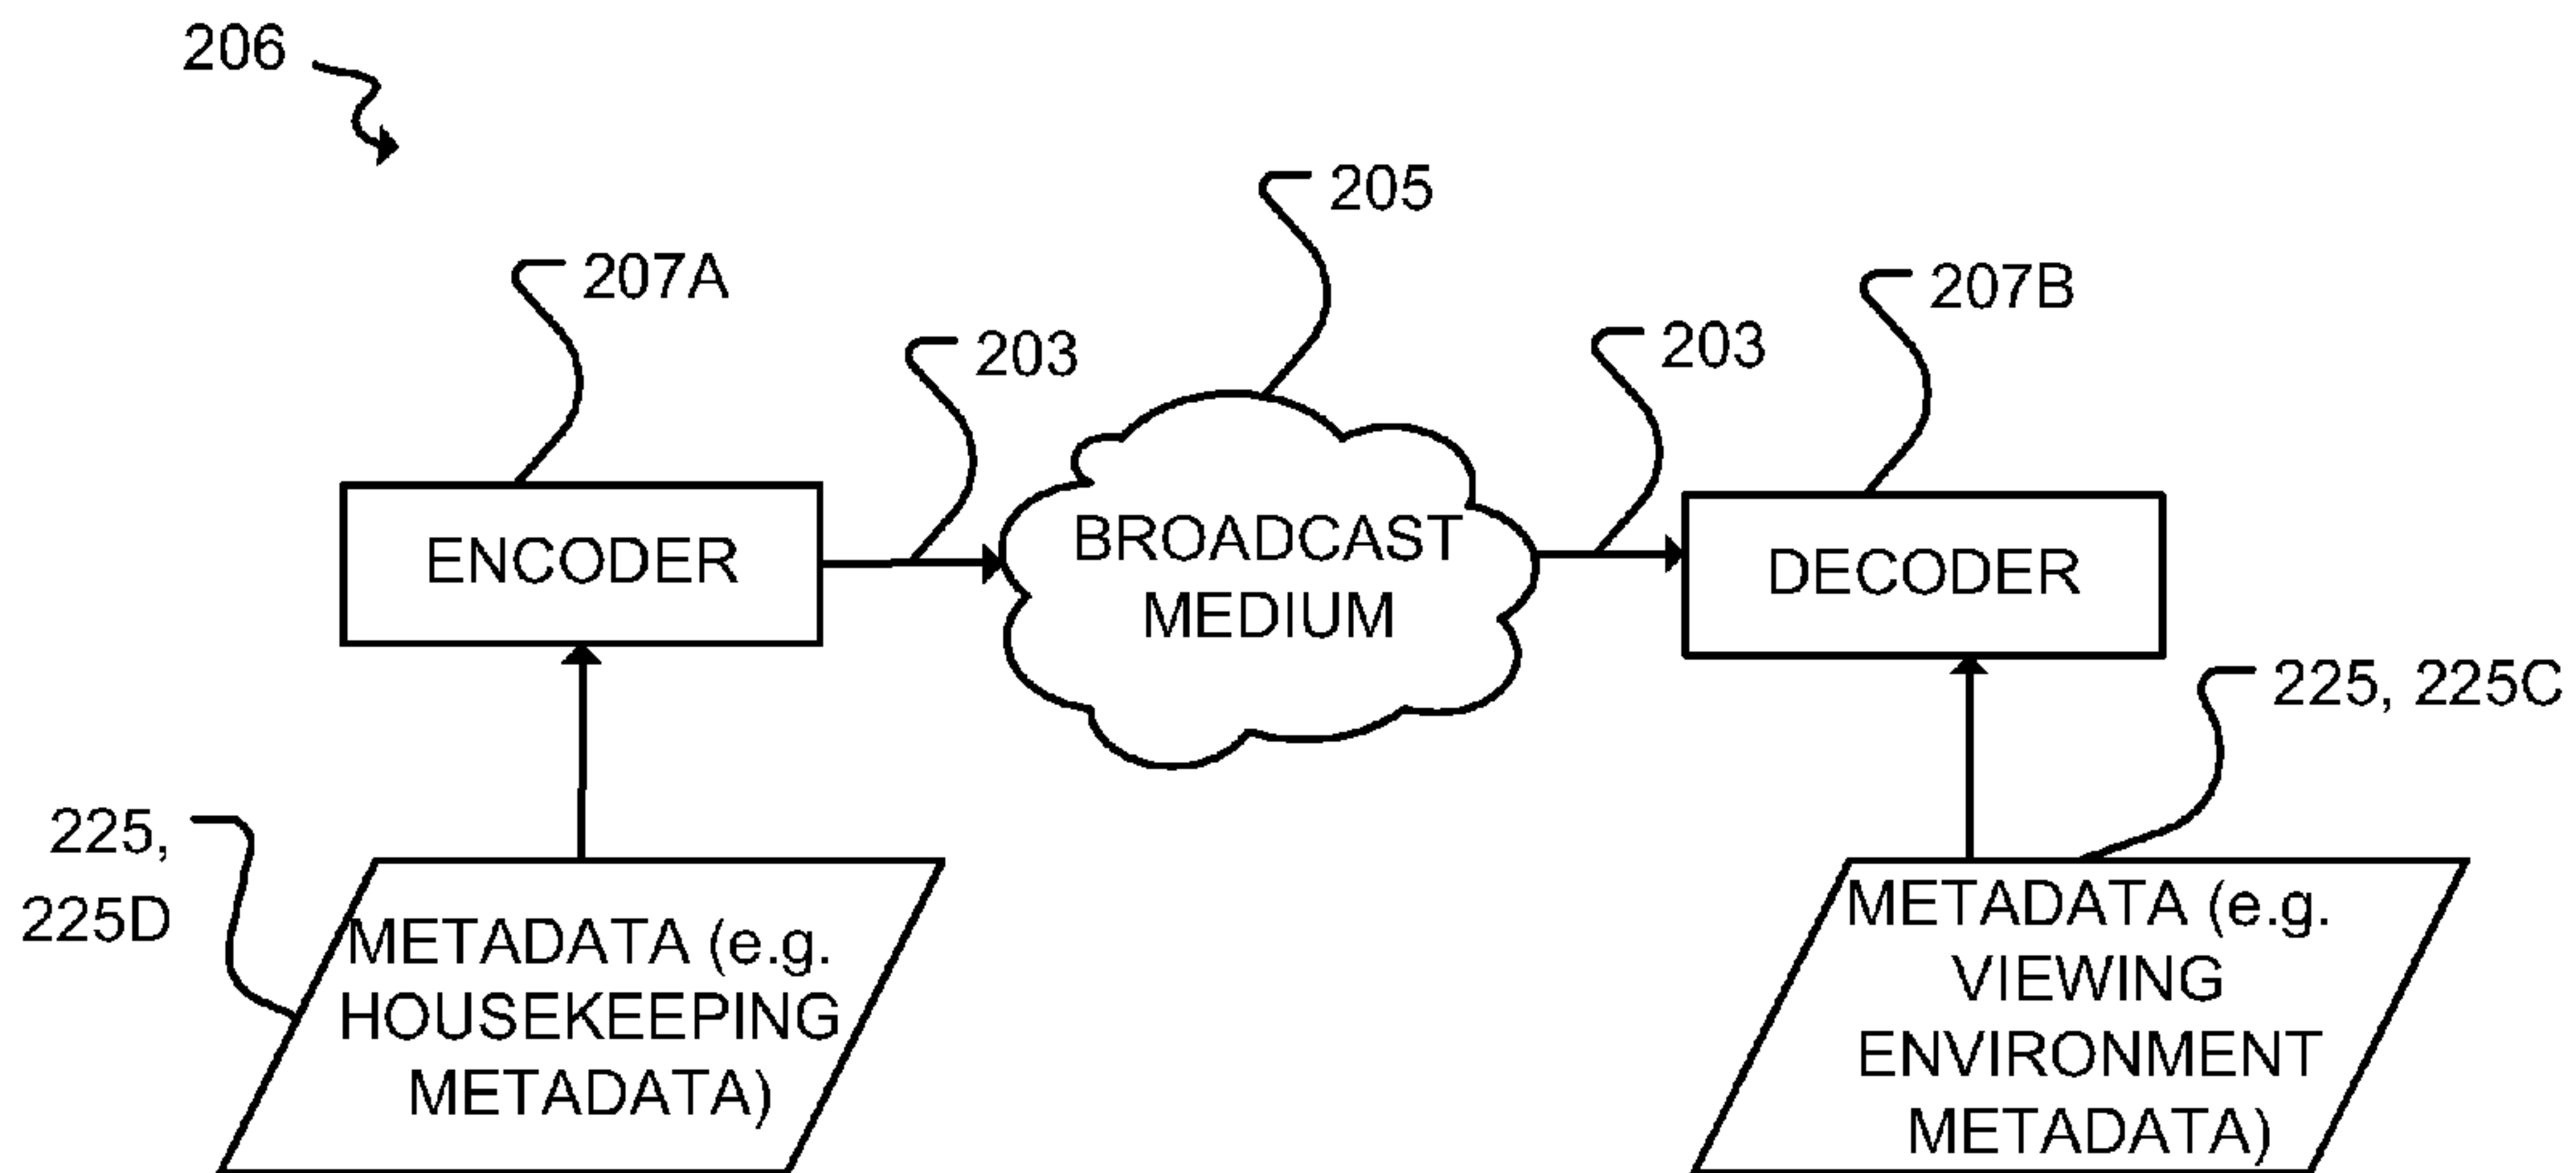 206
205
207A
207B
203
203
ENCODER
BROADCAST
MEDIUM
DECODER
225, 225C
225,
225D
METADATA (e.g.
HOUSEKEEPING
METADATA)
METADATA (e.g.
VIEWING
ENVIRONMENT
METADATA)